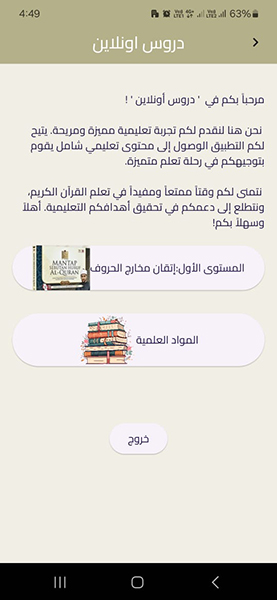 4:49
63%
دروس اونلاين
مرحباً بكم في " دروس أونلاين " !
نحن هنا لنقدم لكم تجربة تعليمية مميزة ومريحة. يتيح
لكم التطبيق الوصول إلى محتوى تعليمي شامل يقوم
بتوجيهكم في رحلة تعلم متميزة.
نتمنى لكم وقتاً ممتعاً ومفيداً في تعلم القرآن الكريم،
ونتطلع إلى دعمكم في تحقيق أهدافكم التعليمية. أهلاً
وسهلاً بكم!
المستوى الأول:إتقان مخارج الحروف
MANTAP
SEBUTAN HURUF
AL-QURAN
المواد العلمية
خروج